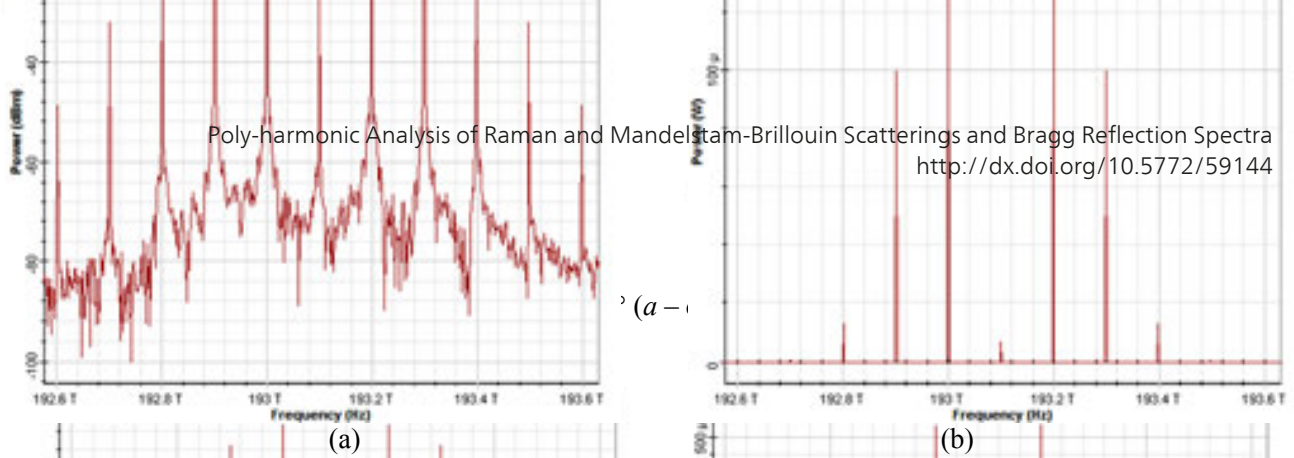 Poly-harmonic Analysis of Raman and Mandelstam-Brillouin Scatterings and Bragg Reflection Spectra
http://dx.doi.org/10.5772/59144
-40
-60
-80
-100
Power (dBm)
192.6 T 192.8 T 193 T 193.2 T 193.4 T 193.6 T
Frequency (Hz)
(a)
(a –
100 µ
0
Power (W)
192.6 T 192.8 T 193 T 193.2 T 193.4 T 193.6 T
Frequency (Hz)
(b)
500 µ